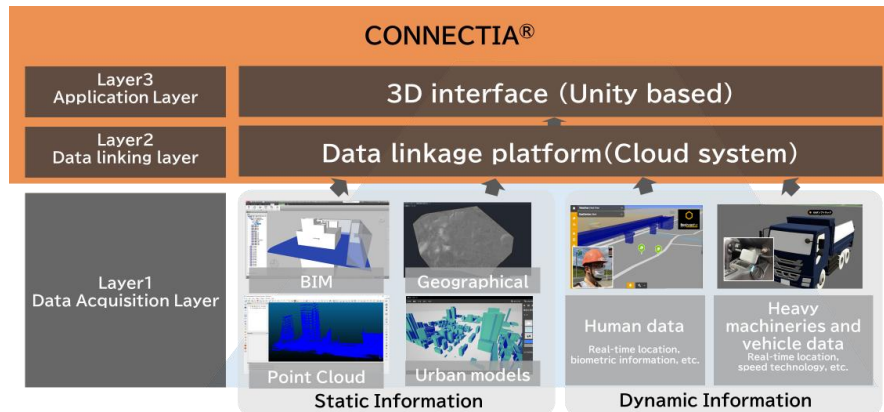 CONNECTIA®
Layer3
Application Layer
3D interface (Unity based)
Layer2
Data linking layer
Data linkage platform(Cloud system)
Layer1
Data Acquisition Layer
BIM
Geographical
Point Cloud
Urban models
Static Information
Human data
Real-time location,
biometric information, etc.
Heavy
machineries and
vehicle data
Real-time location,
speed technology, etc.
Dynamic Information